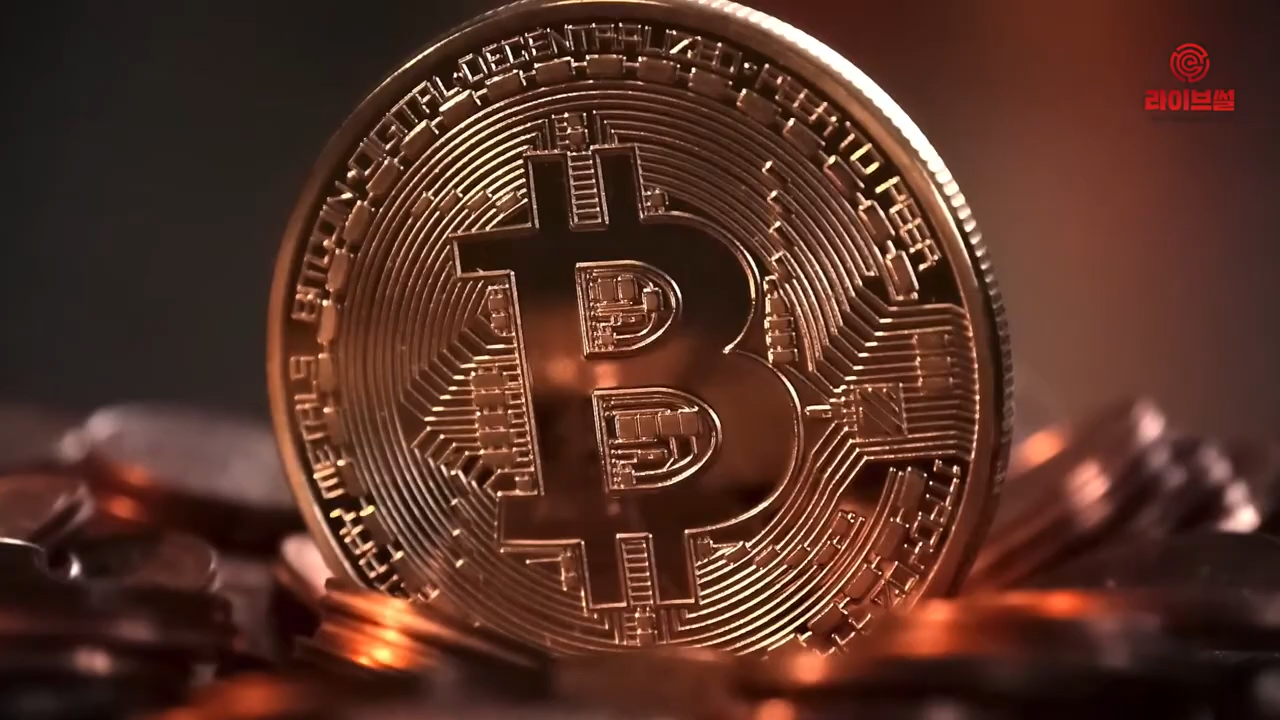 BITCOIN·DIGITAL·DECENTRALIZED·PEER TO PEER
METALS
라이브썰